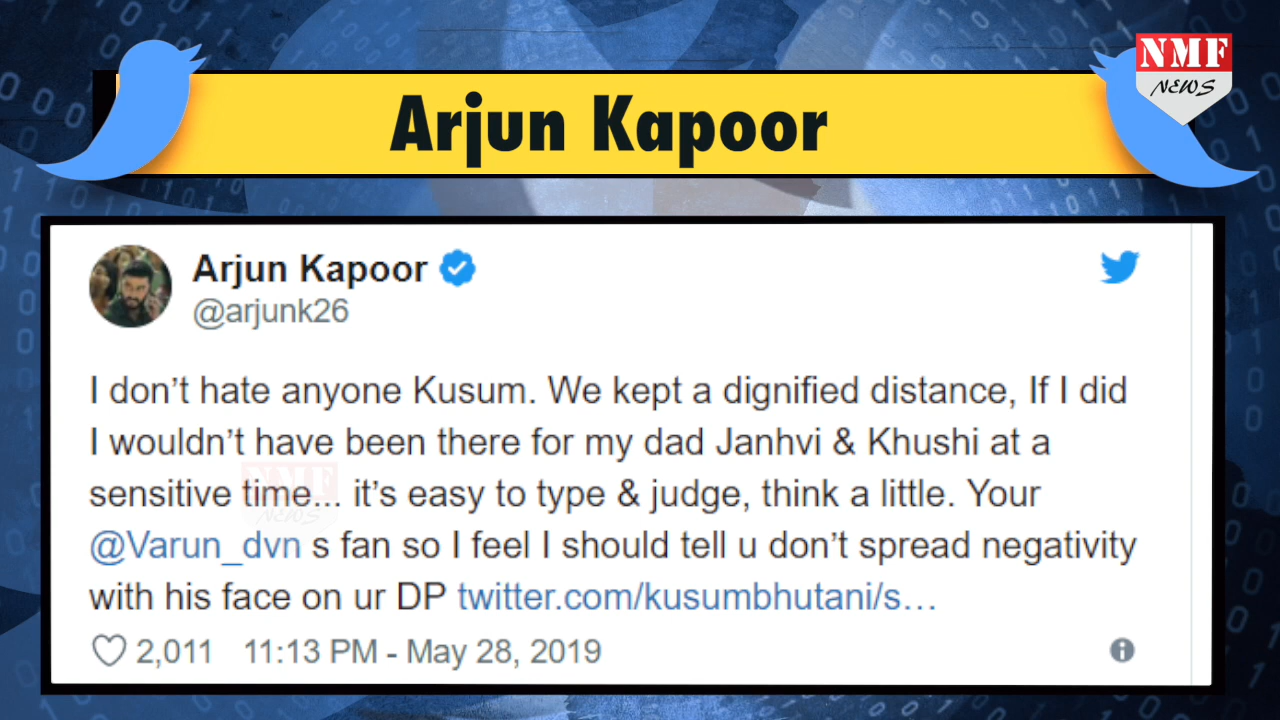 Arjun Kapoor
NMF
NEWS
Arjun Kapoor
@arjunk26
I don’t hate anyone Kusum. We kept a dignified distance, If I did
I wouldn’t have been there for my dad Janhvi & Khushi at a
sensitive time... it’s easy to type & judge, think a little. Your
@Varun_dvn s fan so I feel I should tell u don’t spread negativity
with his face on ur DP twitter.com/kusumbhutani/s…
NMF
NEWS
2,011 11:13 PM - May 28, 2019